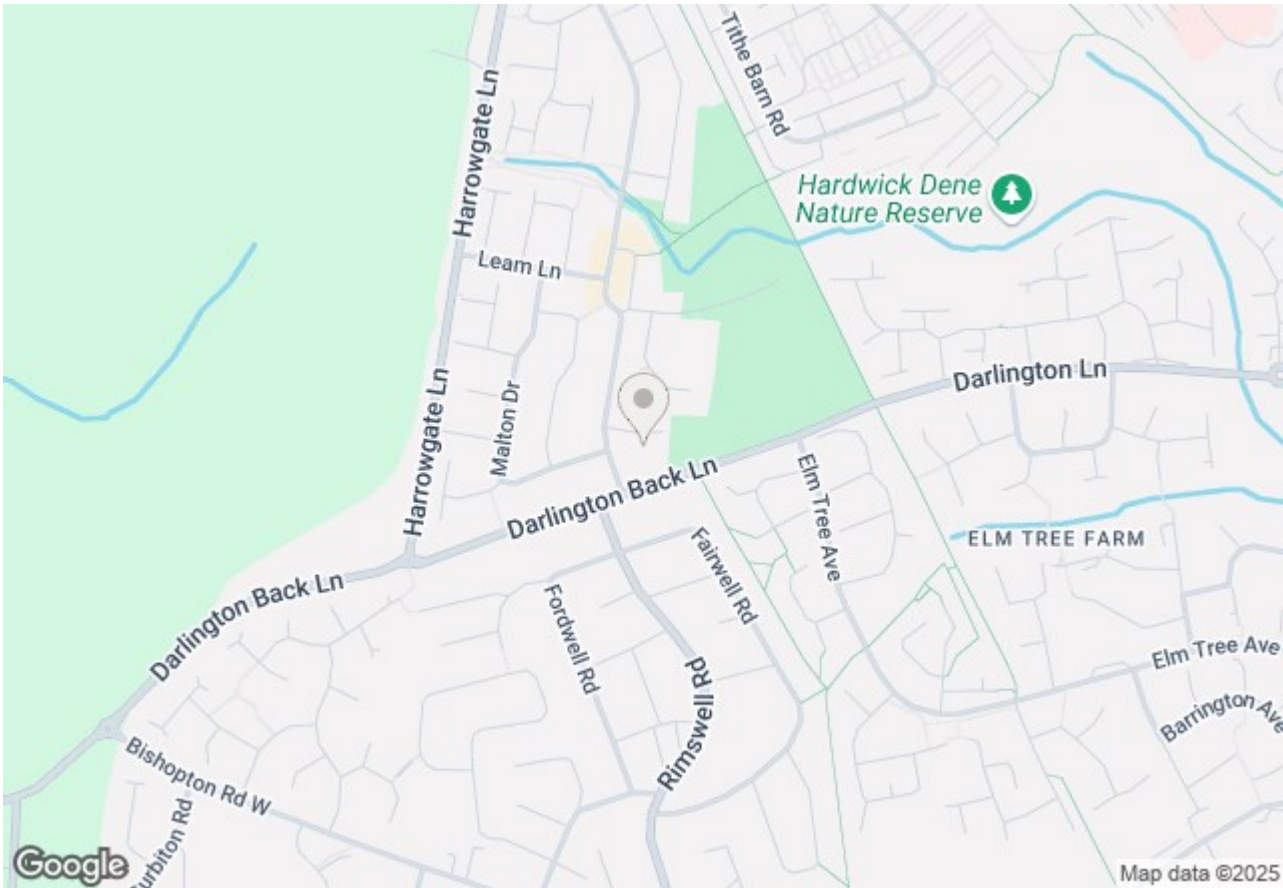 Tithe Barn Rd
Harrowgate Ln
Hardwick Dene
Nature Reserve
Leam Ln
Darlington Ln
Malton Dr
Harrowgate Ln
Darlington Back Ln
Elm Tree Ave
Fairwell Rd
ELM TREE FARM
Darlington Back Ln
Fordwell Rd
Rimswell Rd
Elm Tree Ave
Barrington Ave
Bishopton Rd W
Surbiton Rd
Google
Map data ©2025